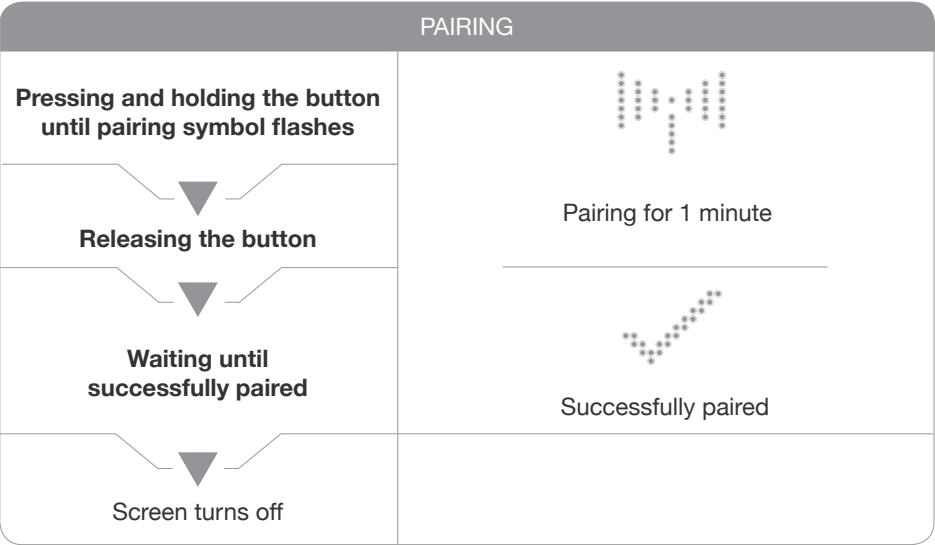 PAIRING
Pressing and holding the button
until pairing symbol flashes
Releasing the button
Waiting until
successfully paired
Screen turns off
Pairing for 1 minute
Successfully paired